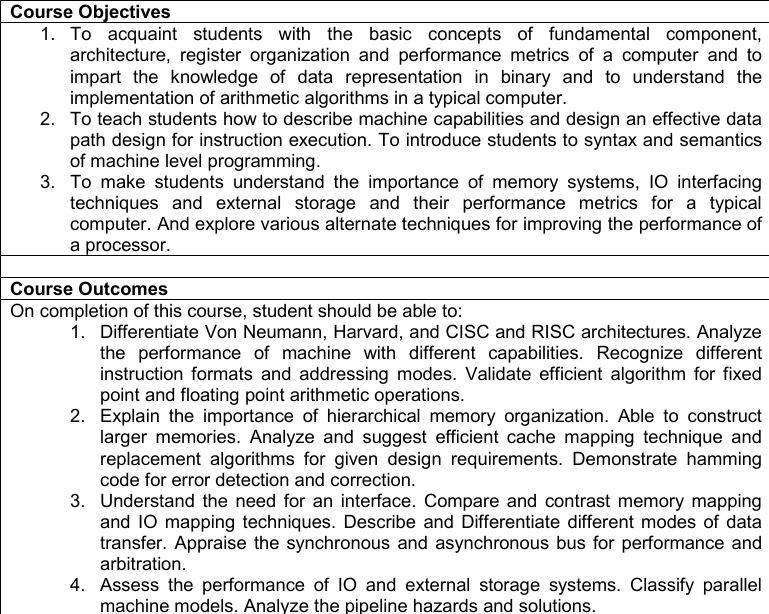 Course Objectives
1. To acquaint students with the basic concepts of fundamental component,
architecture, register organization and performance metrics of a computer and to
impart the knowledge of data representation in binary and to understand the
implementation of arithmetic algorithms in a typical computer.
2. To teach students how to describe machine capabilities and design an effective data
path design for instruction execution. To introduce students to syntax and semantics
of machine level programming.
3. To make students understand the importance of memory systems, IO interfacing
techniques and external storage and their performance metrics for a typical
computer. And explore various alternate techniques for improving the performance of
a processor.
Course Outcomes
On completion of this course, student should be able to:
1. Differentiate Von Neumann, Harvard, and CISC and RISC architectures. Analyze
the performance of machine with different capabilities. Recognize different
instruction formats and addressing modes. Validate efficient algorithm for fixed
point and floating point arithmetic operations.
2. Explain the importance of hierarchical memory organization. Able to construct
larger memories. Analyze and suggest efficient cache mapping technique and
replacement algorithms for given design requirements. Demonstrate hamming
code for error detection and correction.
3. Understand the need for an interface. Compare and contrast memory mapping
and IO mapping techniques. Describe and Differentiate different modes of data
transfer. Appraise the synchronous and asynchronous bus for performance and
arbitration.
4. Assess the performance of IO and external storage systems. Classify parallel
machine models. Analyze the pipeline hazards and solutions.